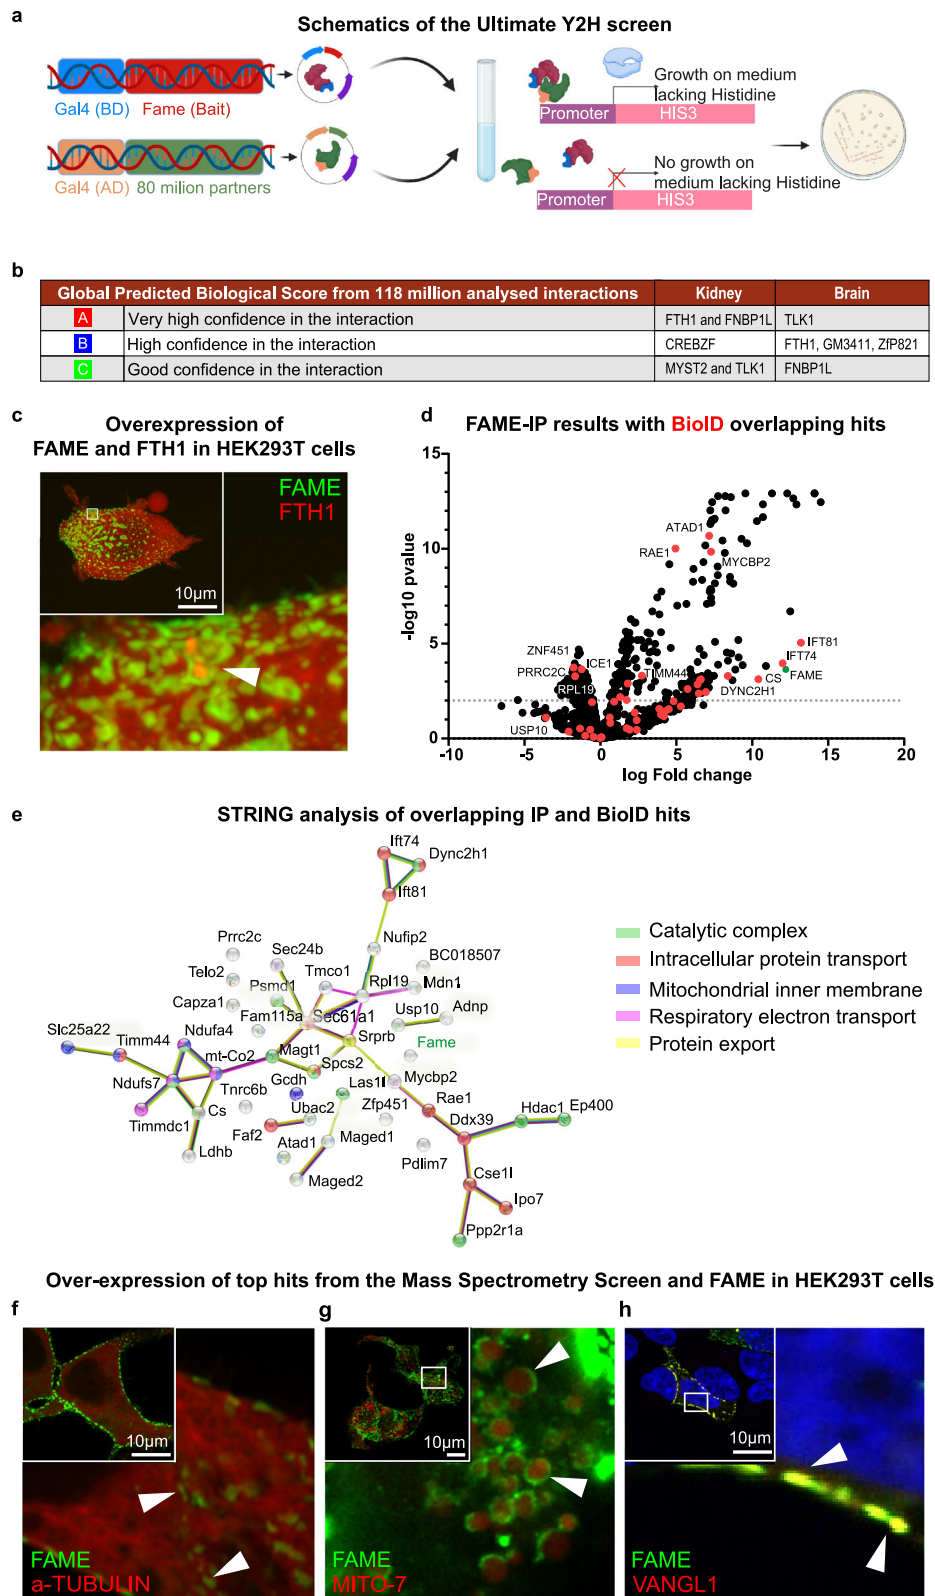 a
Schematics of the Ultimate Y2H screen
Gal4 (BD) Fame (Bait)
Gal4 (AD) 80 milion partners
Growth on medium
lacking Histidine
Promoter HIS3
No growth on
medium lacking Histidine
Promoter HIS3
b
Global Predicted Biological Score from 118 million analysed interactions Kidney Brain
A Very high confidence in the interaction FTH1 and FNBP1L TLK1
B High confidence in the interaction CREBZF FTH1, GM3411, ZfP821
C Good confidence in the interaction MYST2 and TLK1 FNBP1L
c
Overexpression of
FAME and FTH1 in HEK293T cells
FAME
FTH1
10μm
d
FAME-IP results with BioID overlapping hits
-log10 pvalue
15
10
5
0
ATAD1
RAE1
MYCBP2
IFT81
IFT74
FAME
CS
DYNC2H1
ZNF451
ICE1
PRRC2C
TIMM44
RPL19
USP10
-10 -5 0 5 10 15 20
log Fold change
e
STRING analysis of overlapping IP and BioID hits
Ift74
Dync2h1
Ift81
Nufip2
Prrc2c
Sec24b
BC018507
Telo2
Tmco1
Psmd1
Rpl19
Mdn1
Capza1
Usp10
Adnp
Fam115a
Sec61a1
Slc25a22
Ndufa4
Srprb
Timm44
Fame
mt-Co2
Magt1
Spcs2
Mycbp2
Ndufs7
Gcdh
Las1l
Tnrc6b
Rae1
Cs
Ubac2
Zfp451
Hdac1
Ep400
Timmdc1
Ddx39
Faf2
Maged1
Atad1
Ldhb
Pdlim7
Cse1l
Maged2
Ipo7
Ppp2r1a
Catalytic complex
Intracellular protein transport
Mitochondrial inner membrane
Respiratory electron transport
Protein export
Over-expression of top hits from the Mass Spectrometry Screen and FAME in HEK293T cells
f
10μm
FAME
a-TUBULIN
g
10μm
FAME
MITO-7
h
10μm
FAME
VANGL1